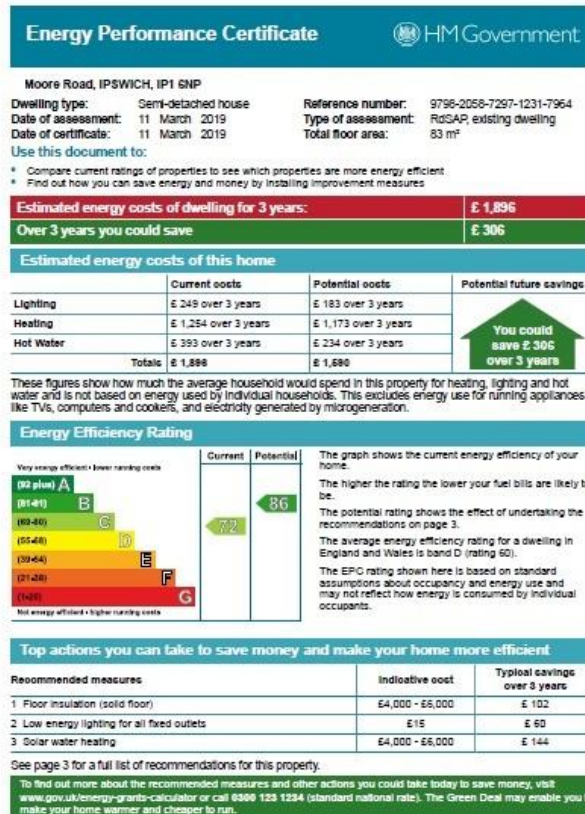 Energy Performance Certificate
HM Government
Moore Road, IPSWICH, IP1 6NP
Dwelling type: Semi-detached house
Reference number: 9798-2058-7297-1231-7964
Date of assessment: 11 March 2019
Type of assessment: RdSAP, existing dwelling
Date of certificate: 11 March 2019
Total floor area: 83 m²
Use this document to:
• Compare current ratings of properties to see which properties are more energy efficient
• Find out how you can save energy and money by installing improvement measures
Estimated energy costs of dwelling for 3 years: £ 1,896
Over 3 years you could save £ 306
Estimated energy costs of this home
Current costs Potential costs Potential future savings
Lighting £ 249 over 3 years £ 183 over 3 years
Heating £ 1,254 over 3 years £ 1,173 over 3 years
Hot Water £ 393 over 3 years £ 234 over 3 years
Totals £ 1,896 £ 1,590
You could
save £ 306
over 3 years
These figures show how much the average household would spend in this property for heating, lighting and hot
water and is not based on energy used by individual households. This excludes energy use for running appliances
like TVs, computers and cookers, and electricity generated by microgeneration.
Energy Efficiency Rating
Current Potential
Very energy efficient - lower running costs
(92 plus) A
(81-91) B
(69-80) C
(55-68) D
(39-54) E
(21-38) F
(1-20) G
72
86
Not energy efficient - higher running costs
The graph shows the current energy efficiency of your
home.
The higher the rating the lower your fuel bills are likely t
be.
The potential rating shows the effect of undertaking the
recommendations on page 3.
The average energy efficiency rating for a dwelling in
England and Wales is band D (rating 60).
The EPC rating shown here is based on standard
assumptions about occupancy and energy use and
may not reflect how energy is consumed by individual
occupants.
Top actions you can take to save money and make your home more efficient
Recommended measures Indicative cost Typical savings
over 3 years
1 Floor insulation (solid floor) £4,000 - £6,000 £ 102
2 Low energy lighting for all fixed outlets £15 £ 60
3 Solar water heating £4,000 - £6,000 £ 144
See page 3 for a full list of recommendations for this property.
To find out more about the recommended measures and other actions you could take today to save money, visit
www.gov.uk/energy-grants-calculator or call 0300 123 1234 (standard national rate). The Green Deal may enable you
make your home warmer and cheaper to run.